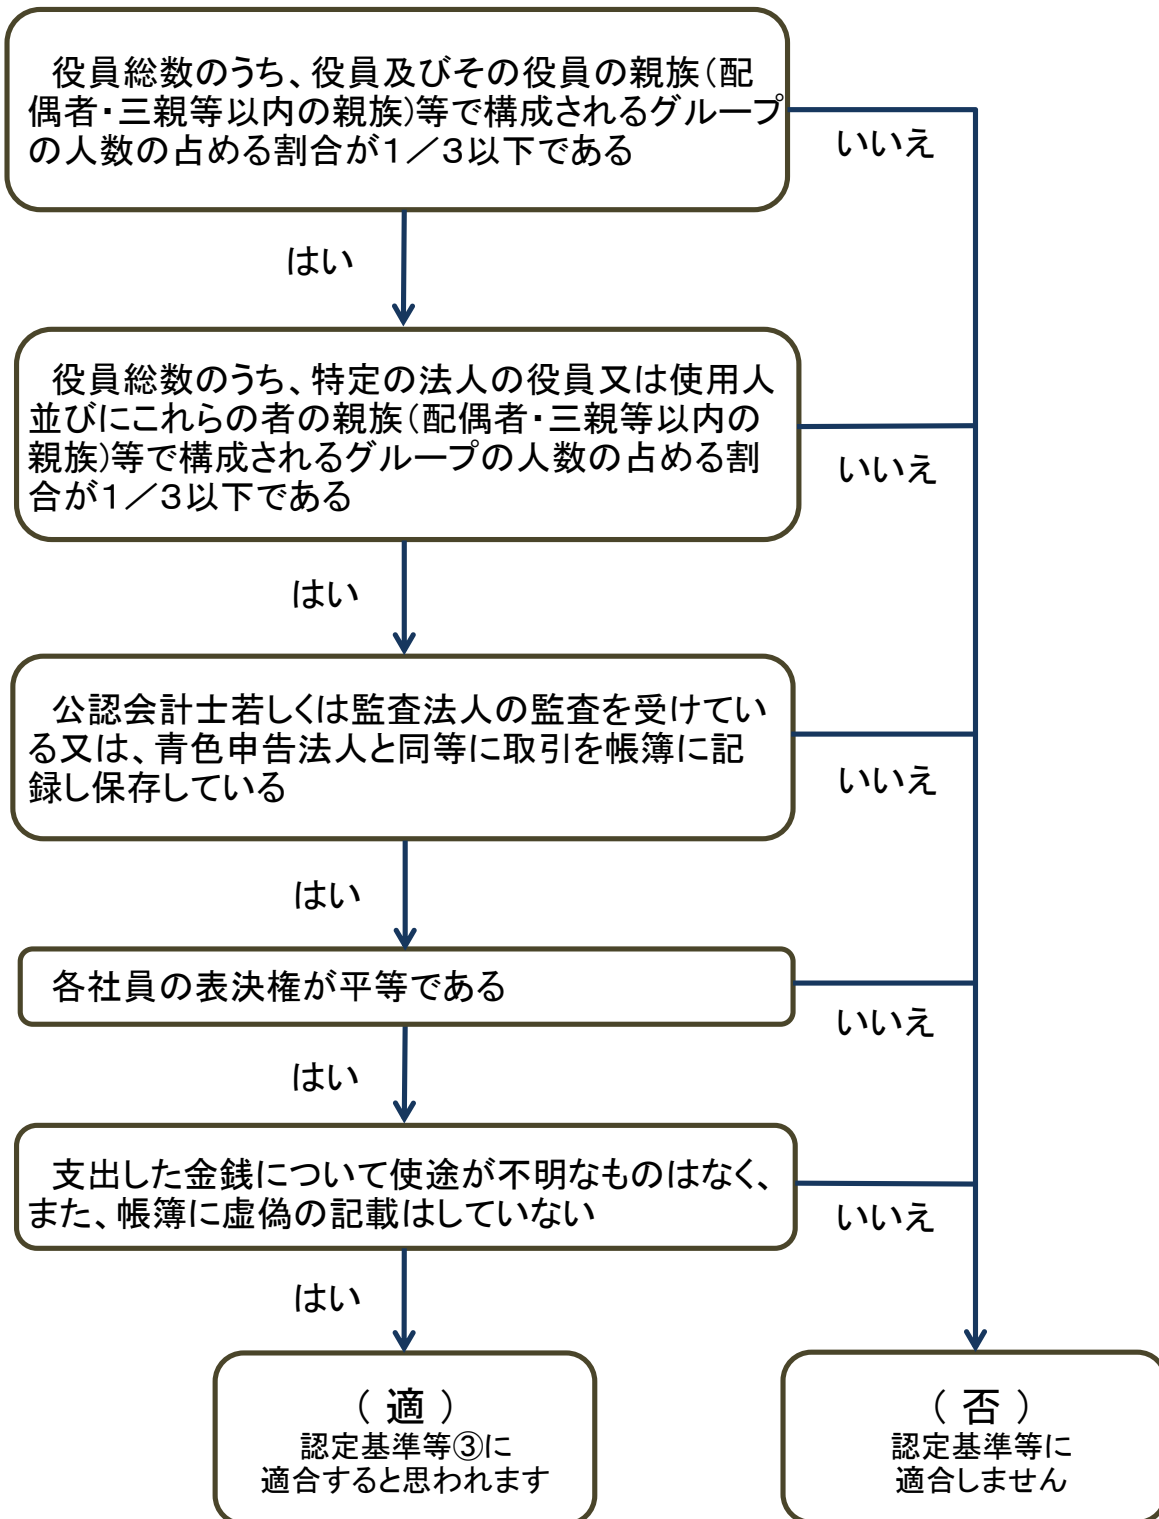 役員総数のうち、役員及びその役員の親族(配
偶者・三親等以内の親族)等で構成されるグループ
の人数の占める割合が1/3以下である
いいえ
はい
役員総数のうち、特定の法人の役員又は使用人
並びにこれらの者の親族(配偶者・三親等以内の
親族)等で構成されるグループの人数の占める割
合が1/3以下である
いいえ
はい
公認会計士若しくは監査法人の監査を受けてい
る又は、青色申告法人と同等に取引を帳簿に記
録し保存している
いいえ
はい
各社員の表決権が平等である
いいえ
はい
支出した金銭について使途が不明なものはなく、
また、帳簿に虚偽の記載はしていない
いいえ
はい
( 適 )
認定基準等③に
適合すると思われます
( 否 )
認定基準等に
適合しません